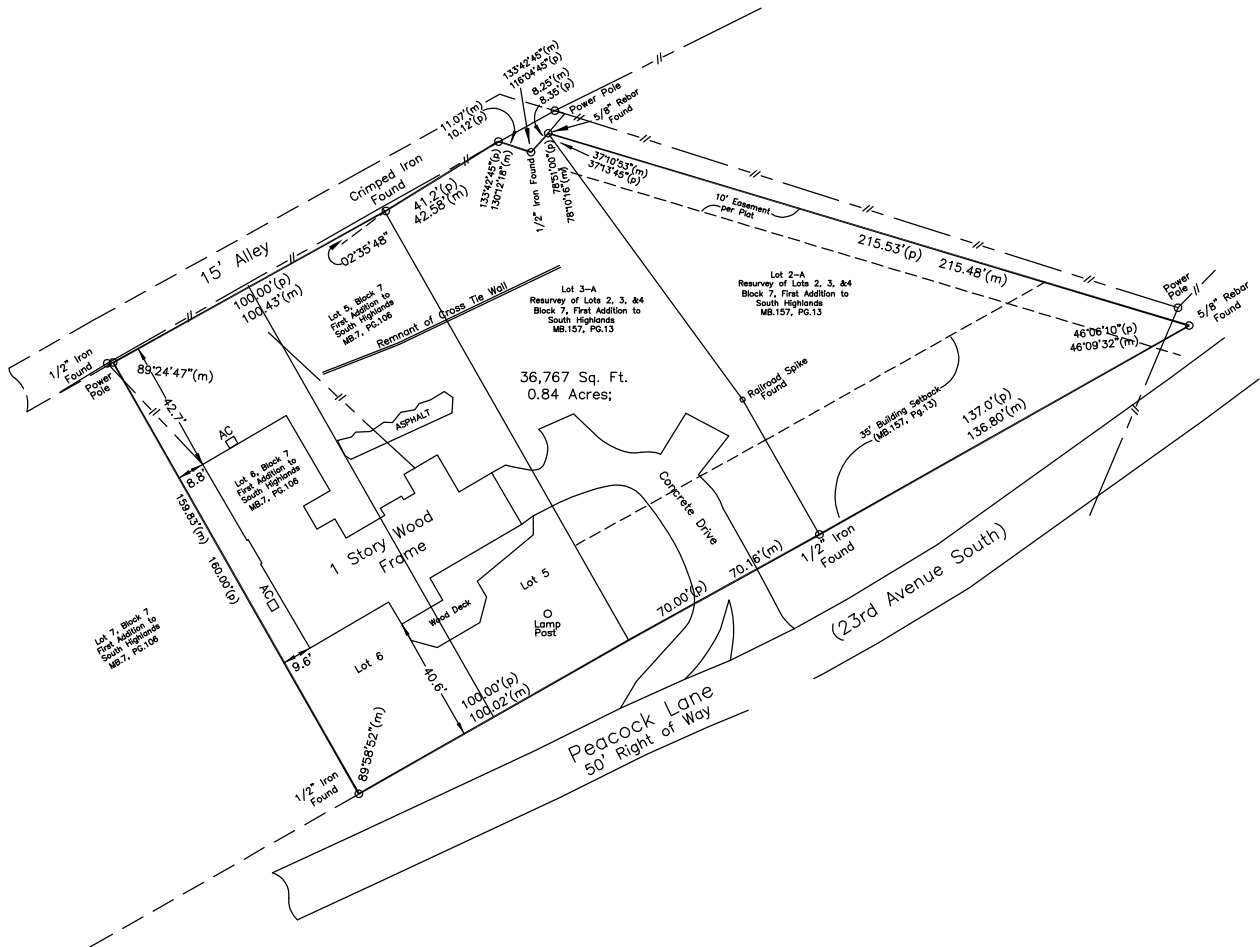 133°42'45"(m)
116°04'45"(p)
8.25'(m)
8.35'(p)
Power Pole
5/8" Rebar
Found
11.07'(m)
10.12'(p)
Crimped Iron
Found
41.2'(p)
42.58'(m)
133°42'45"(p)
130°12'18"(m)
1/2" Iron Found
78°51'00"(p)
78°10'16"(m)
37°10'53"(m)
37°13'45"(p)
10' Easement
per Plat
215.53'(p) 215.48'(m)
Power
Pole
5/8" Rebar
Found
46°06'10"(p)
46°09'32"(m)
15' Alley
02°35'48"
100.00'(p)
100.43'(m)
Lot 5, Block 7
First Addition to
South Highlands
MB.7, PG.106
Remnant of Cross Tie Wall
Lot 3-A
Resurvey of Lots 2, 3, &4
Block 7, First Addition to
South Highlands
MB.157, PG.13
Lot 2-A
Resurvey of Lots 2, 3, &4
Block 7, First Addition to
South Highlands
MB.157, PG.13
1/2" Iron
Found
Power
Pole
89°24'47"(m)
42.7'
36,767 Sq. Ft.
0.84 Acres;
Railroad Spike
Found
35' Building Setback
(MB.157, Pg.13)
137.0'(p)
136.80'(m)
AC
ASPHALT
8.8'
Lot 6, Block 7
First Addition to
South Highlands
MB.7, PG.106
159.83'(m)
160.00'(p)
1 Story Wood
Frame
Concrete Drive
1/2" Iron
Found
(23rd Avenue South)
AC
Wood Deck
Lot 5
Lamp
Post
70.00'(p)
70.16'(m)
Lot 7, Block 7
First Addition to
South Highlands
MB.7, PG.106
9.6'
Lot 6
40.6'
100.00'(p)
100.02'(m)
89°58'52"(m)
1/2" Iron
Found
Peacock Lane
50' Right of Way